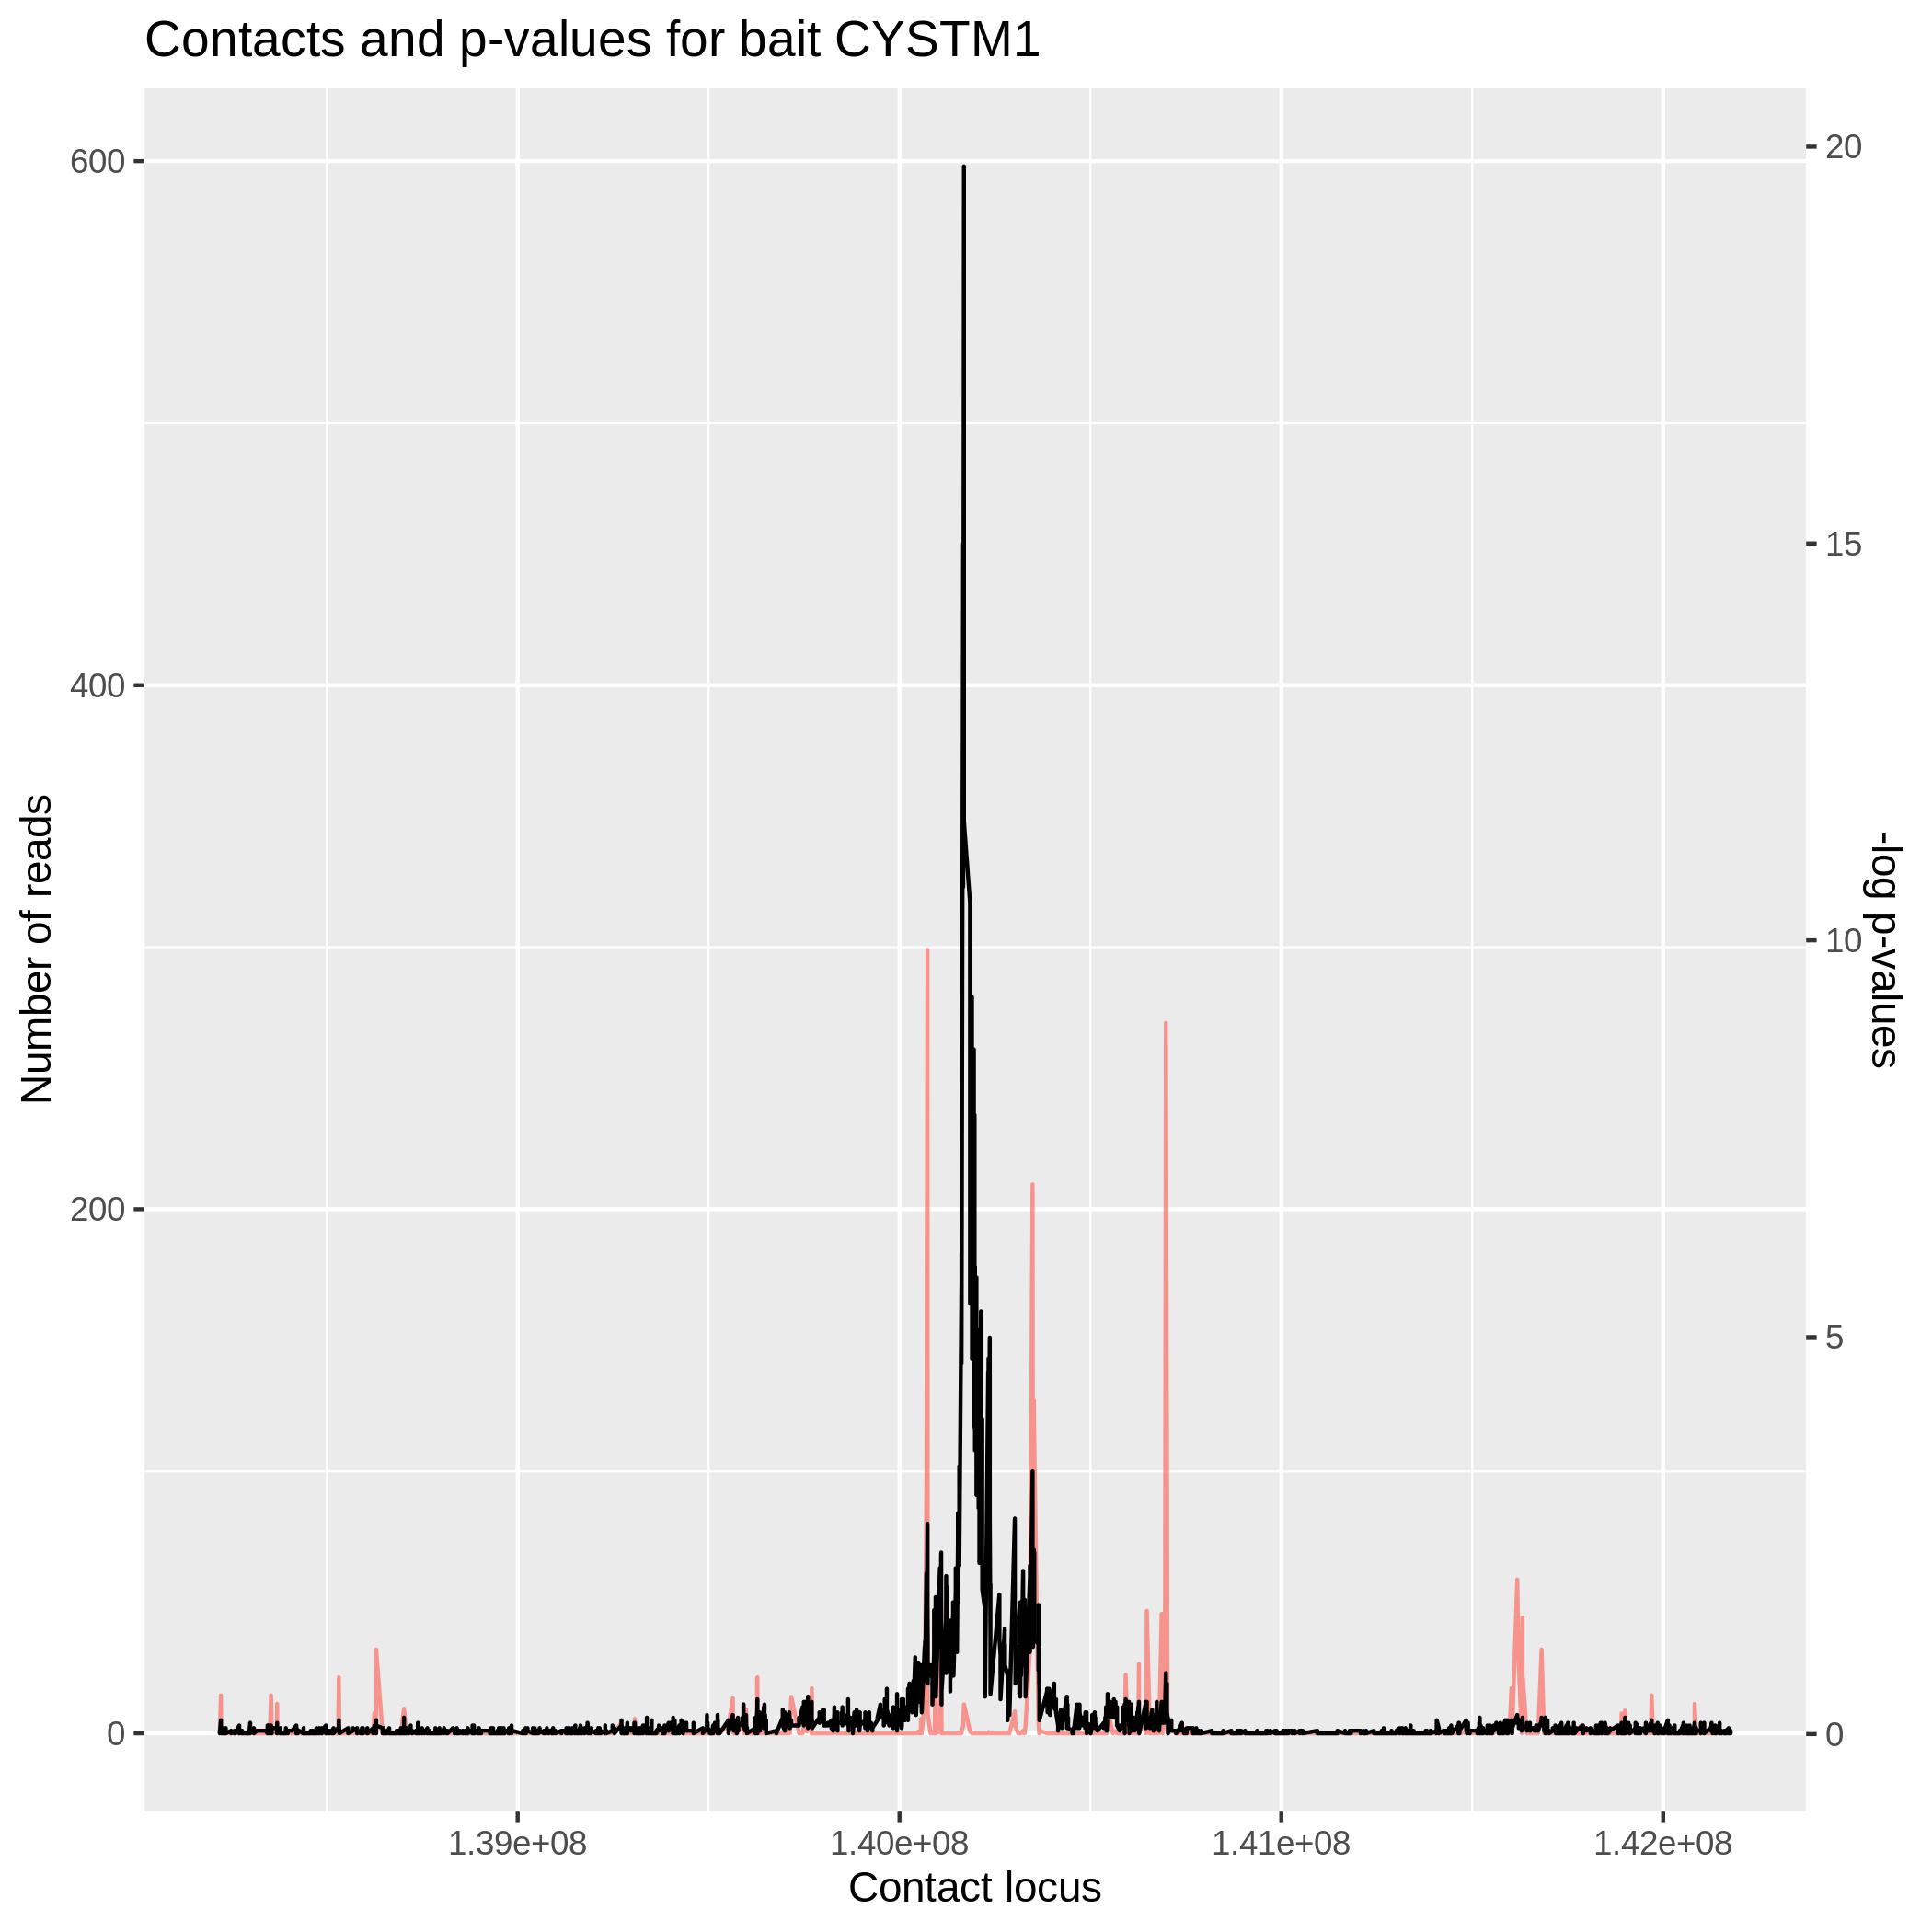 Contacts and p-values for bait CYSTM1
600
400
200
0
Number of reads
20
15
10
5
0
-log p-values
1.39e+08
1.40e+08
1.41e+08
1.42e+08
Contact locus